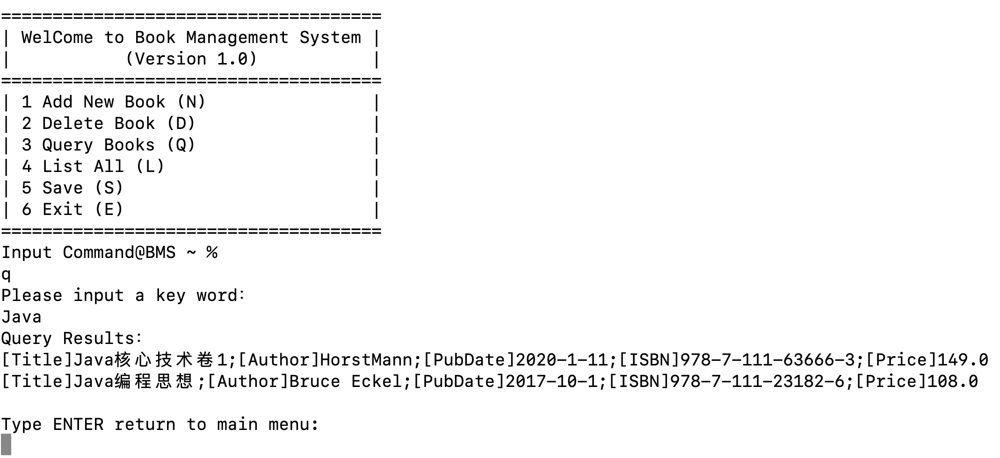 =====================================
| WelCome to Book Management System |
|           (Version 1.0)           |
=====================================
| 1 Add New Book (N)                |
| 2 Delete Book (D)                 |
| 3 Query Books (Q)                 |
| 4 List All (L)                    |
| 5 Save (S)                        |
| 6 Exit (E)                        |
=====================================
Input Command@BMS ~ %
q
Please input a key word:
Java
Query Results:
[Title]Java核心技术卷1;[Author]HorstMann;[PubDate]2020-1-11;[ISBN]978-7-111-63666-3;[Price]149.0
[Title]Java编程思想;[Author]Bruce Eckel;[PubDate]2017-10-1;[ISBN]978-7-111-23182-6;[Price]108.0
Type ENTER return to main menu: